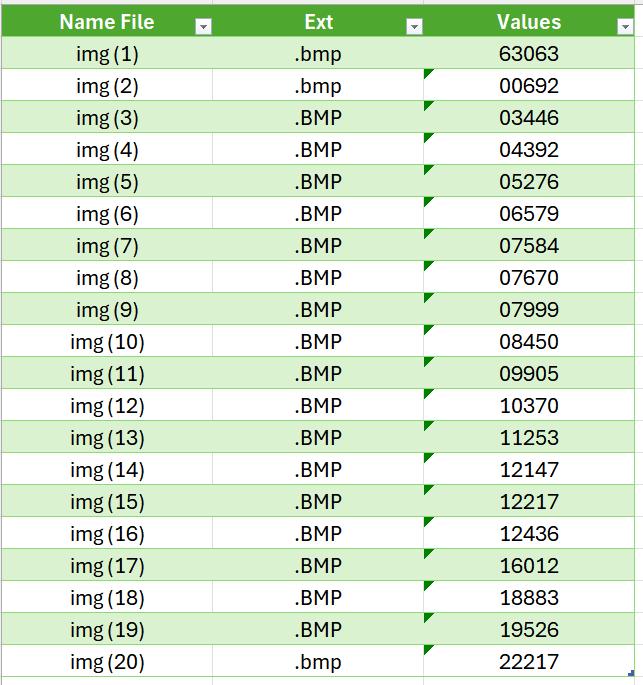 Name File Ext Values
img (1) .bmp 63063
img (2) .bmp 00692
img (3) .BMP 03446
img (4) .BMP 04392
img (5) .BMP 05276
img (6) .BMP 06579
img (7) .BMP 07584
img (8) .BMP 07670
img (9) .BMP 07999
img (10) .BMP 08450
img (11) .BMP 09905
img (12) .BMP 10370
img (13) .BMP 11253
img (14) .BMP 12147
img (15) .BMP 12217
img (16) .BMP 12436
img (17) .BMP 16012
img (18) .BMP 18883
img (19) .BMP 19526
img (20) .bmp 22217